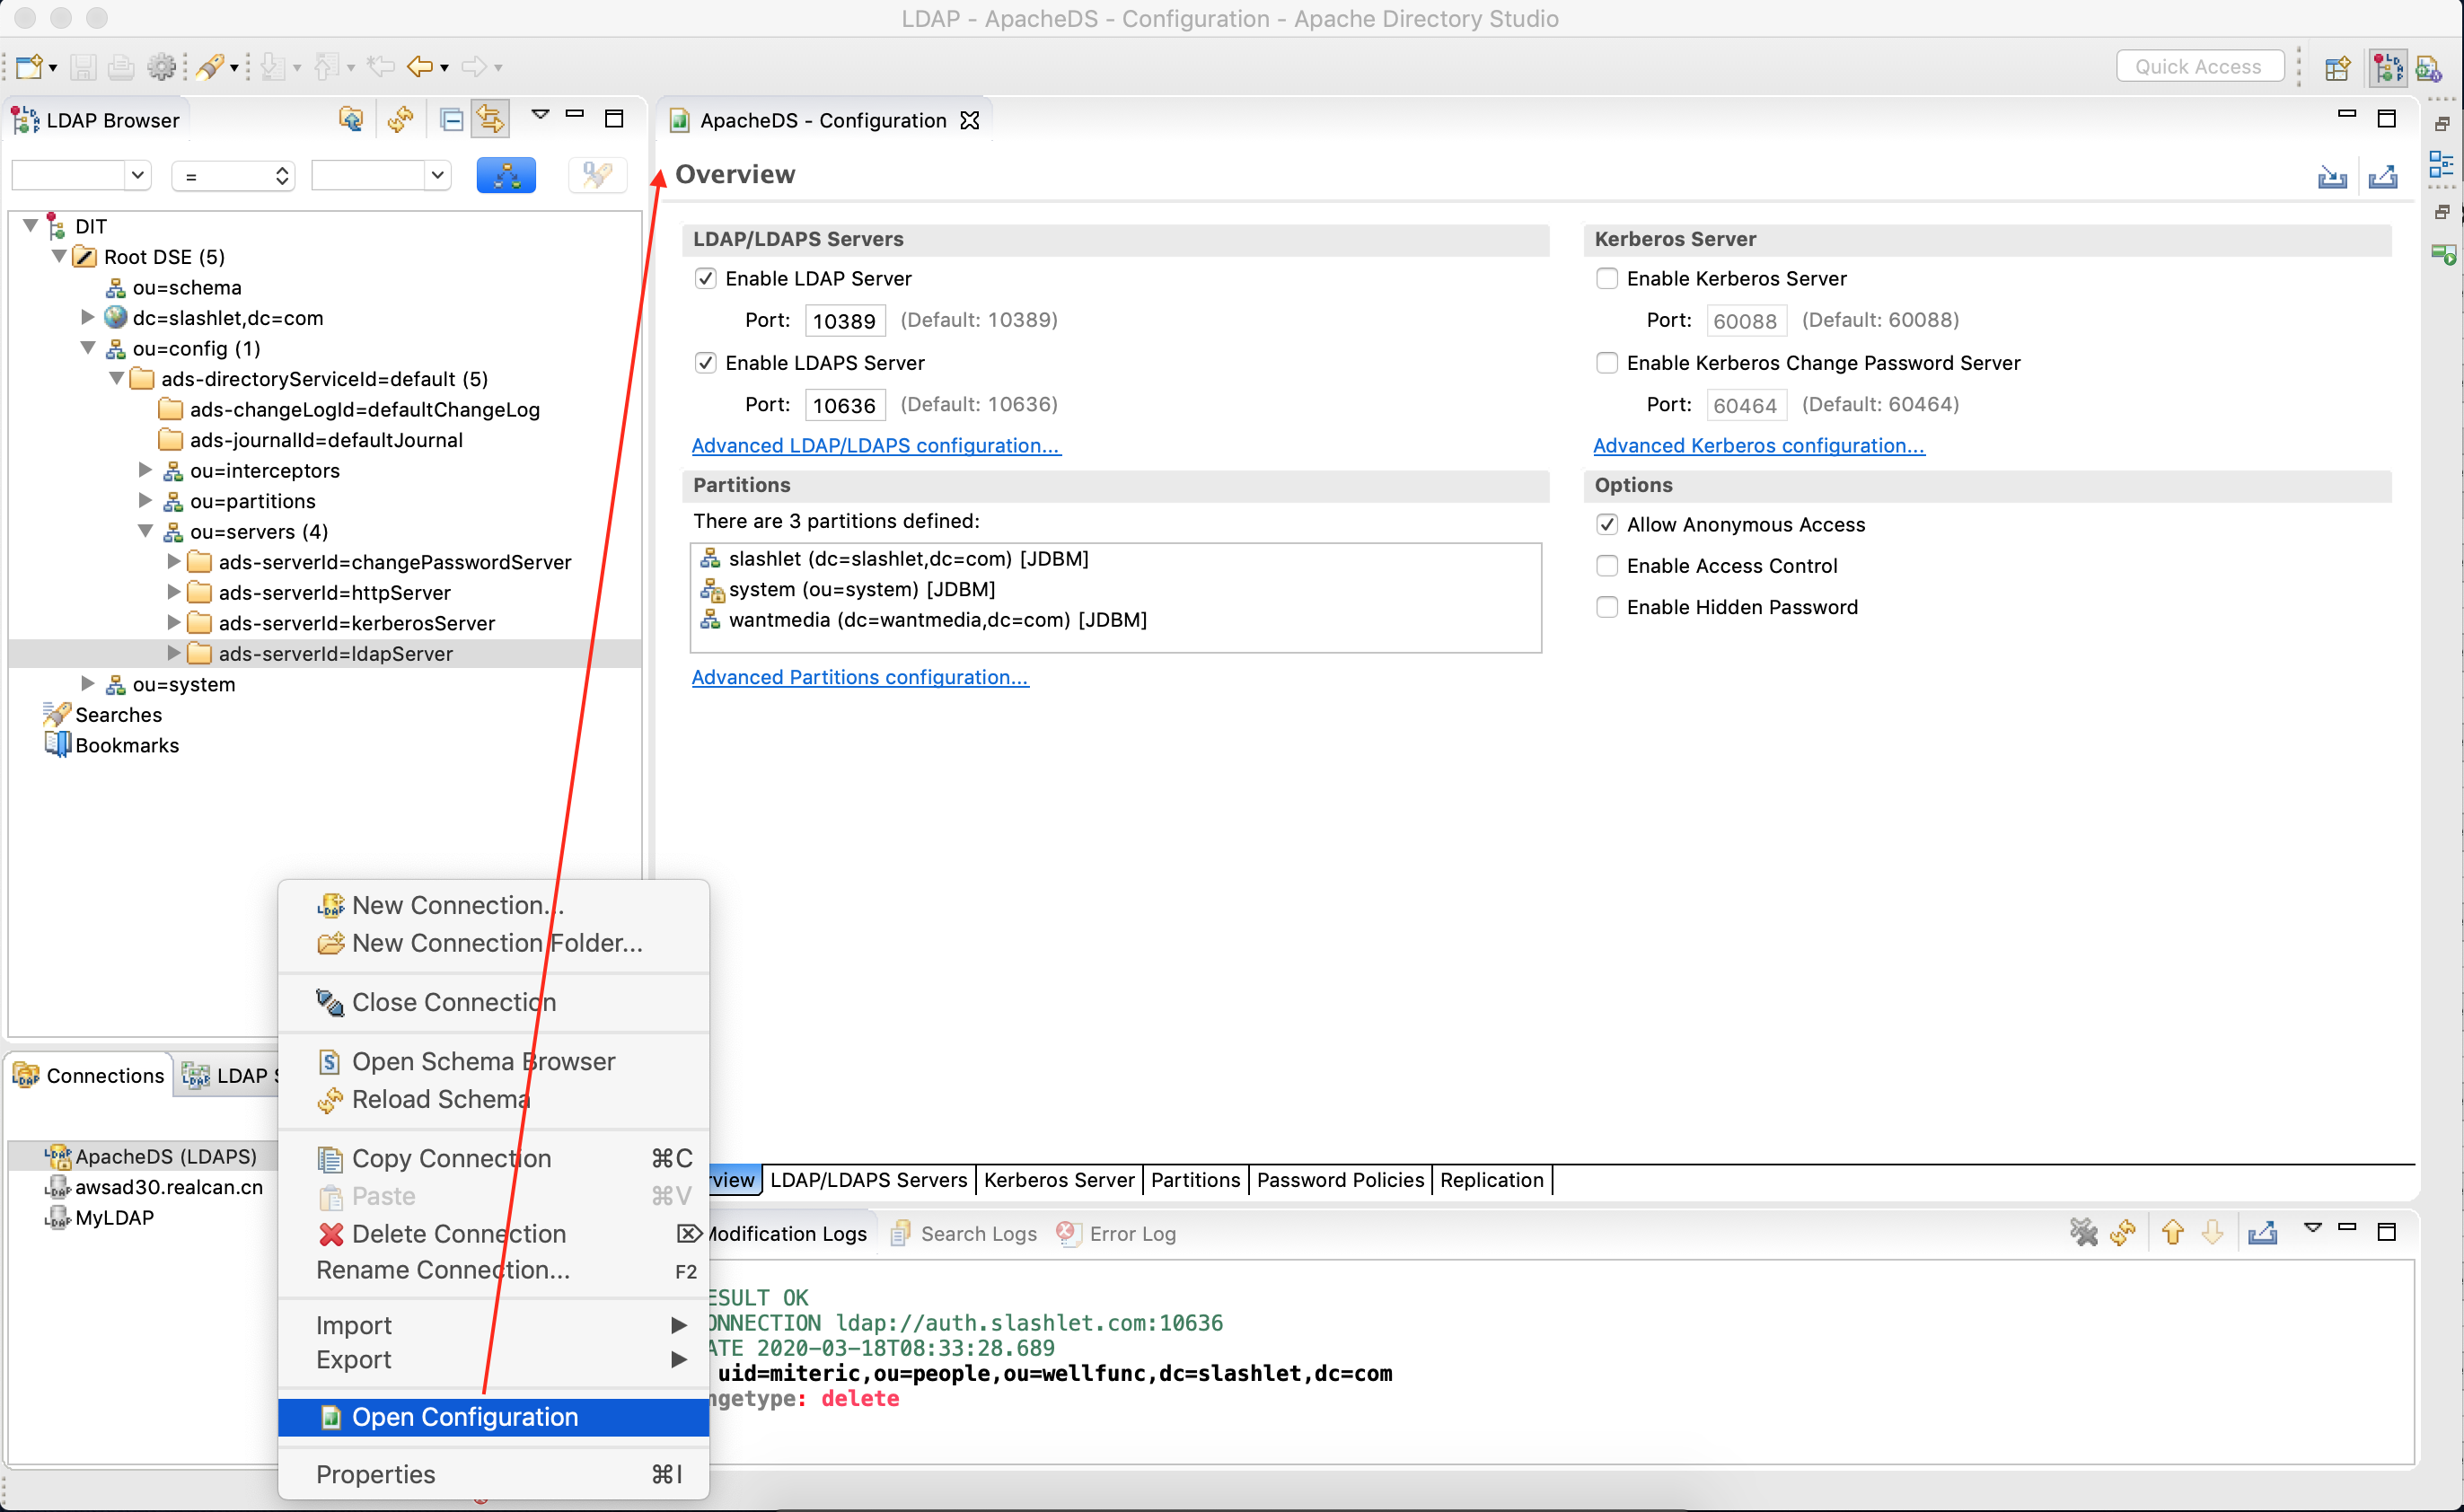 LDAP - ApacheDS - Configuration - Apache Directory Studio
Quick Access
LDAP Browser
=
DIT
Root DSE (5)
ou=schema
dc=slashlet,dc=com
ou=config (1)
ads-directoryServiceId=default (5)
ads-changeLogId=defaultChangeLog
ads-journalId=defaultJournal
ou=interceptors
ou=partitions
ou=servers (4)
ads-serverId=changePasswordServer
ads-serverId=httpServer
ads-serverId=kerberosServer
ads-serverId=ldapServer
ou=system
Searches
Bookmarks
ApacheDS - Configuration
Overview
LDAP/LDAPS Servers
Enable LDAP Server
Port: 10389 (Default: 10389)
Enable LDAPS Server
Port: 10636 (Default: 10636)
Advanced LDAP/LDAPS configuration...
Partitions
There are 3 partitions defined:
slashlet (dc=slashlet,dc=com) [JDBM]
system (ou=system) [JDBM]
wantmedia (dc=wantmedia,dc=com) [JDBM]
Advanced Partitions configuration...
Kerberos Server
Enable Kerberos Server
Port: 60088 (Default: 60088)
Enable Kerberos Change Password Server
Port: 60464 (Default: 60464)
Advanced Kerberos configuration...
Options
Allow Anonymous Access
Enable Access Control
Enable Hidden Password
Connections
LDAP S
ApacheDS (LDAPS)
awsad30.realcan.cn
MyLDAP
New Connection...
New Connection Folder...
Close Connection
Open Schema Browser
Reload Schema
Copy Connection ⌘C
Paste ⌘V
Delete Connection ⌦
Rename Connection... F2
Import ▶
Export ▶
Open Configuration
Properties ⌘I
rview LDAP/LDAPS Servers Kerberos Server Partitions Password Policies Replication
Modification Logs Search Logs Error Log
ESULT OK
ONNECTION ldap://auth.slashlet.com:10636
ATE 2020-03-18T08:33:28.689
uid=miteric,ou=people,ou=wellfunc,dc=slashlet,dc=com
ngetype: delete